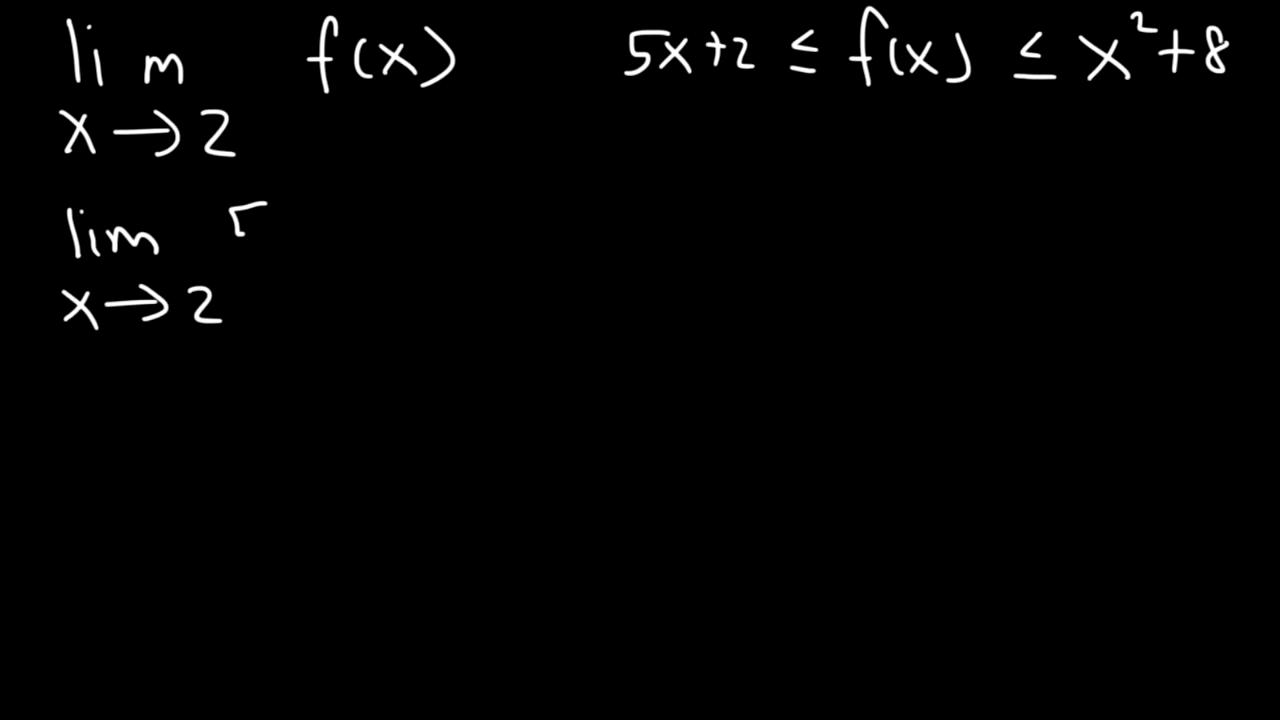 lim f(x) 5x+2 ≤ f(x) ≤ x²+8
x→2
lim
x→2